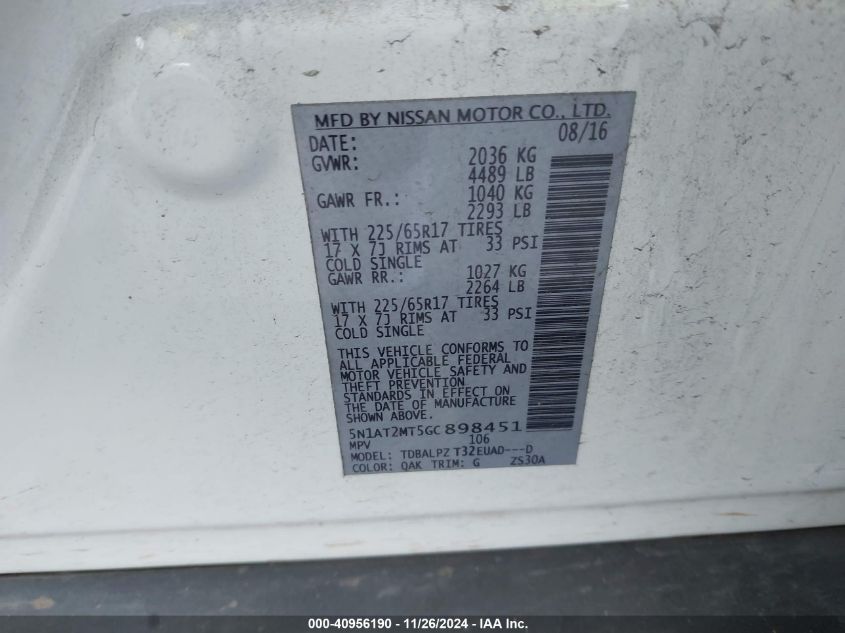 MFD BY NISSAN MOTOR CO., LTD.
DATE: 08/16
GVWR: 2036 KG
4489 LB
GAWR FR.: 1040 KG
2293 LB
WITH 225/65R17 TIRES
17 X 7J RIMS AT 33 PSI
COLD SINGLE
GAWR RR.: 1027 KG
2264 LB
WITH 225/65R17 TIRES
17 X 7J RIMS AT 33 PSI
COLD SINGLE
THIS VEHICLE CONFORMS TO
ALL APPLICABLE FEDERAL
MOTOR VEHICLE SAFETY AND
THEFT PREVENTION
STANDARDS IN EFFECT ON
THE DATE OF MANUFACTURE
SHOWN ABOVE.
5N1AT2MT5GC898451
MPV 106
MODEL: TDBALPZ T32EUAD---D
COLOR: QAK TRIM: G ZS30A
000-40956190 - 11/26/2024 - IAA Inc.